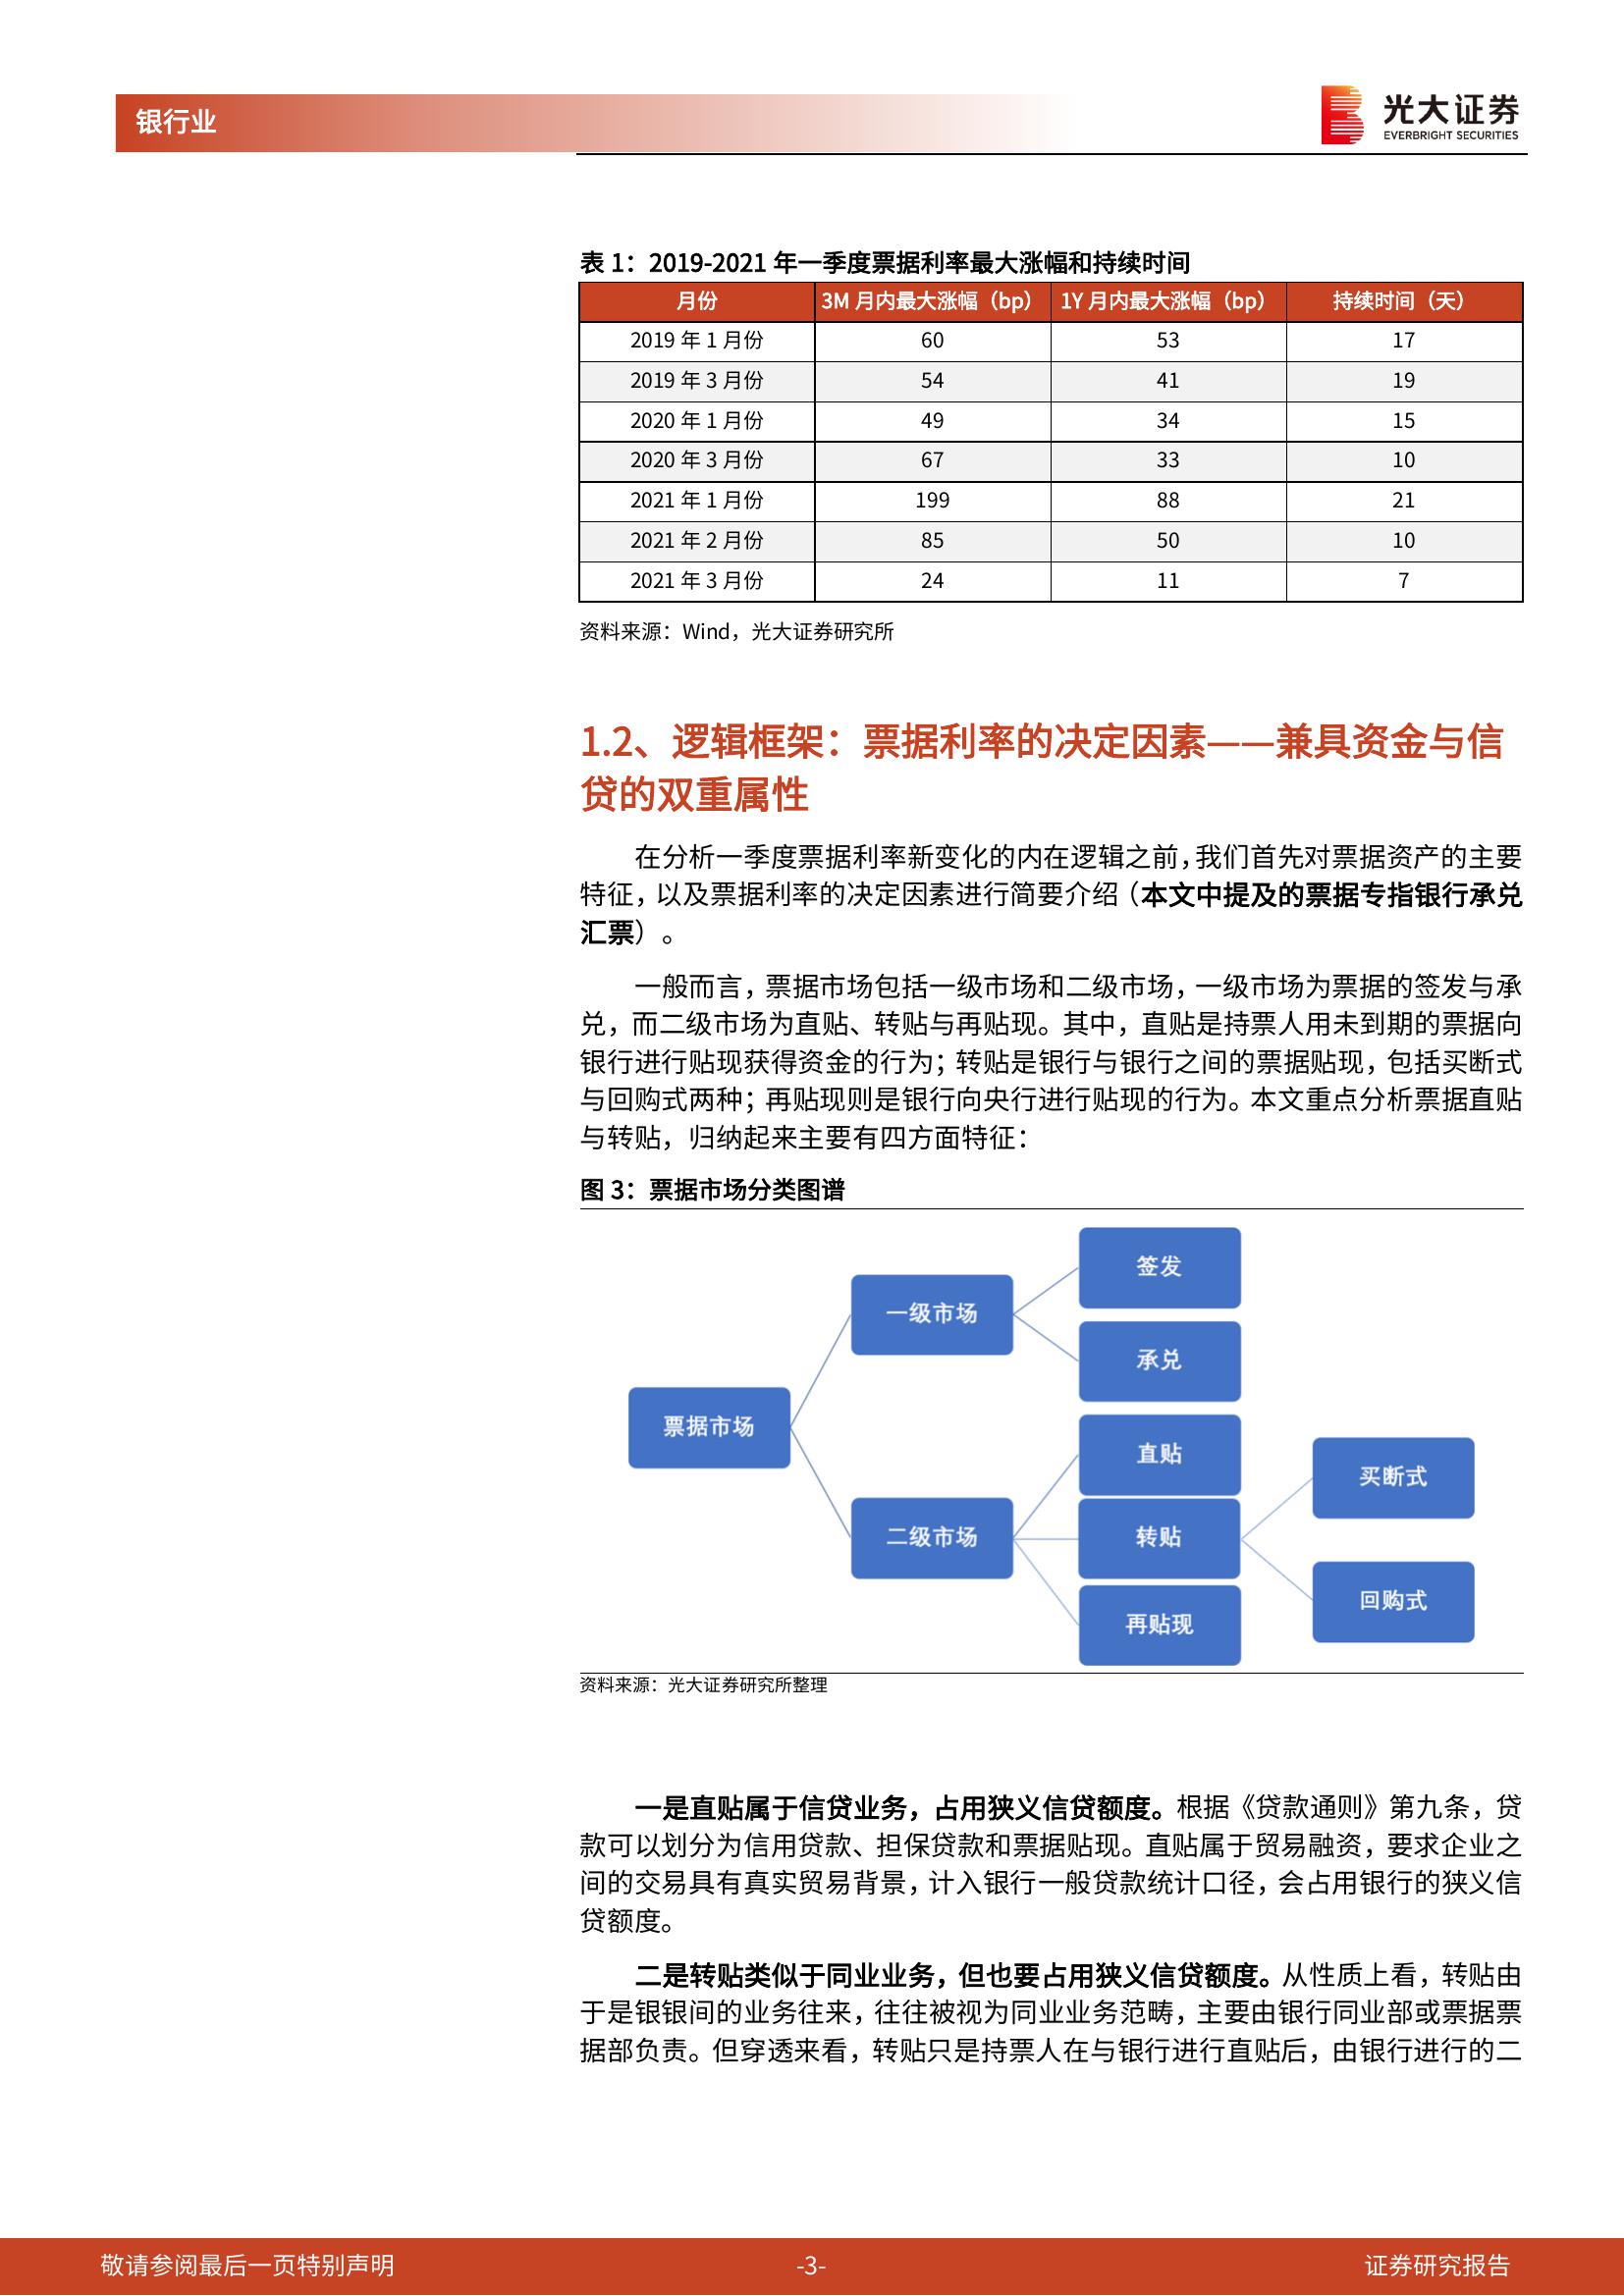 银行业
光大证券
EVERBRIGHT SECURITIES
表 1：2019-2021 年一季度票据利率最大涨幅和持续时间
月份 3M 月内最大涨幅（bp） 1Y 月内最大涨幅（bp） 持续时间（天）
2019 年 1 月份 60 53 17
2019 年 3 月份 54 41 19
2020 年 1 月份 49 34 15
2020 年 3 月份 67 33 10
2021 年 1 月份 199 88 21
2021 年 2 月份 85 50 10
2021 年 3 月份 24 11 7
资料来源：Wind，光大证券研究所
1.2、逻辑框架：票据利率的决定因素——兼具资金与信
贷的双重属性
在分析一季度票据利率新变化的内在逻辑之前，我们首先对票据资产的主要
特征，以及票据利率的决定因素进行简要介绍（本文中提及的票据专指银行承兑
汇票）。
一般而言，票据市场包括一级市场和二级市场，一级市场为票据的签发与承
兑，而二级市场为直贴、转贴与再贴现。其中，直贴是持票人用未到期的票据向
银行进行贴现获得资金的行为；转贴是银行与银行之间的票据贴现，包括买断式
与回购式两种；再贴现则是银行向央行进行贴现的行为。本文重点分析票据直贴
与转贴，归纳起来主要有四方面特征：
图 3：票据市场分类图谱
签发
一级市场
承兑
票据市场
直贴
买断式
二级市场
转贴
回购式
再贴现
资料来源：光大证券研究所整理
一是直贴属于信贷业务，占用狭义信贷额度。根据《贷款通则》第九条，贷
款可以划分为信用贷款、担保贷款和票据贴现。直贴属于贸易融资，要求企业之
间的交易具有真实贸易背景，计入银行一般贷款统计口径，会占用银行的狭义信
贷额度。
二是转贴类似于同业业务，但也要占用狭义信贷额度。从性质上看，转贴由
于是银银间的业务往来，往往被视为同业业务范畴，主要由银行同业部或票据票
据部负责。但穿透来看，转贴只是持票人在与银行进行直贴后，由银行进行的二
敬请参阅最后一页特别声明 -3- 证券研究报告